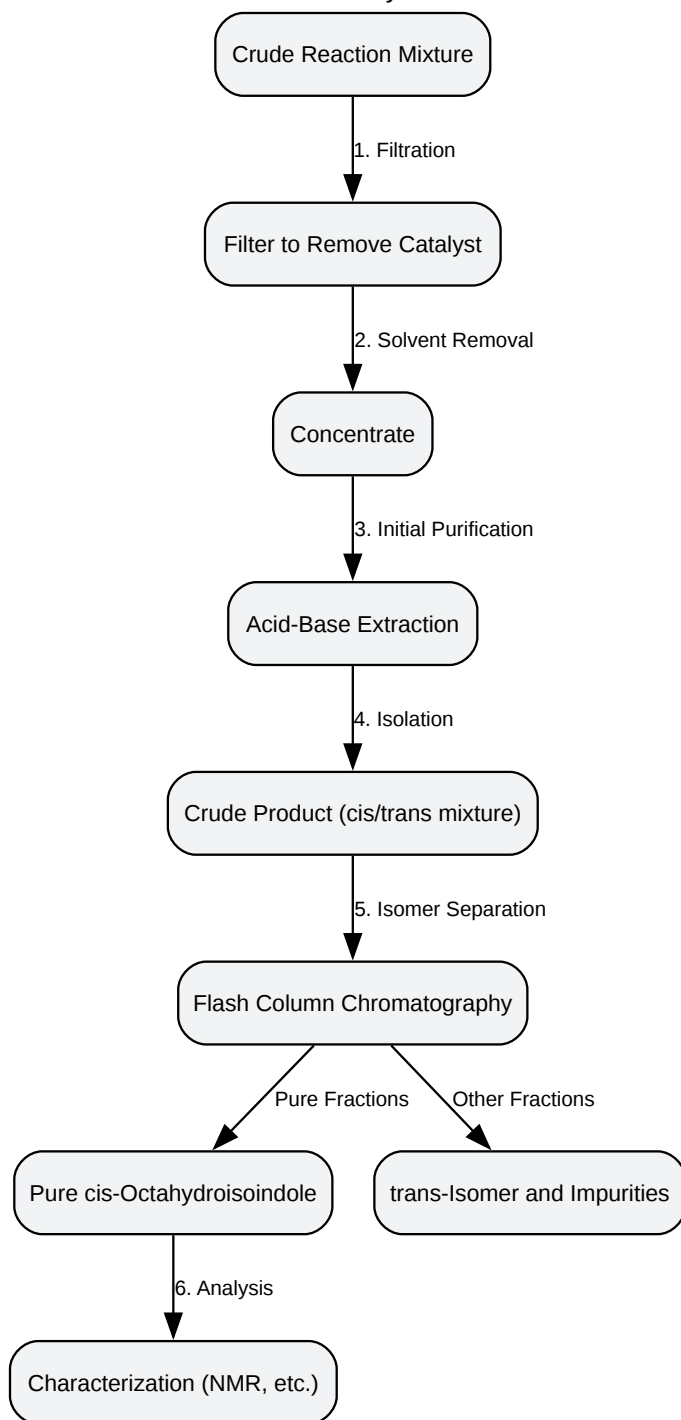 Crude Reaction Mixture
1. Filtration
Filter to Remove Catalyst
2. Solvent Removal
Concentrate
3. Initial Purification
Acid-Base Extraction
4. Isolation
Crude Product (cis/trans mixture)
5. Isomer Separation
Flash Column Chromatography
Pure Fractions
Other Fractions
Pure cis-Octahydroisoindole
trans-Isomer and Impurities
6. Analysis
Characterization (NMR, etc.)